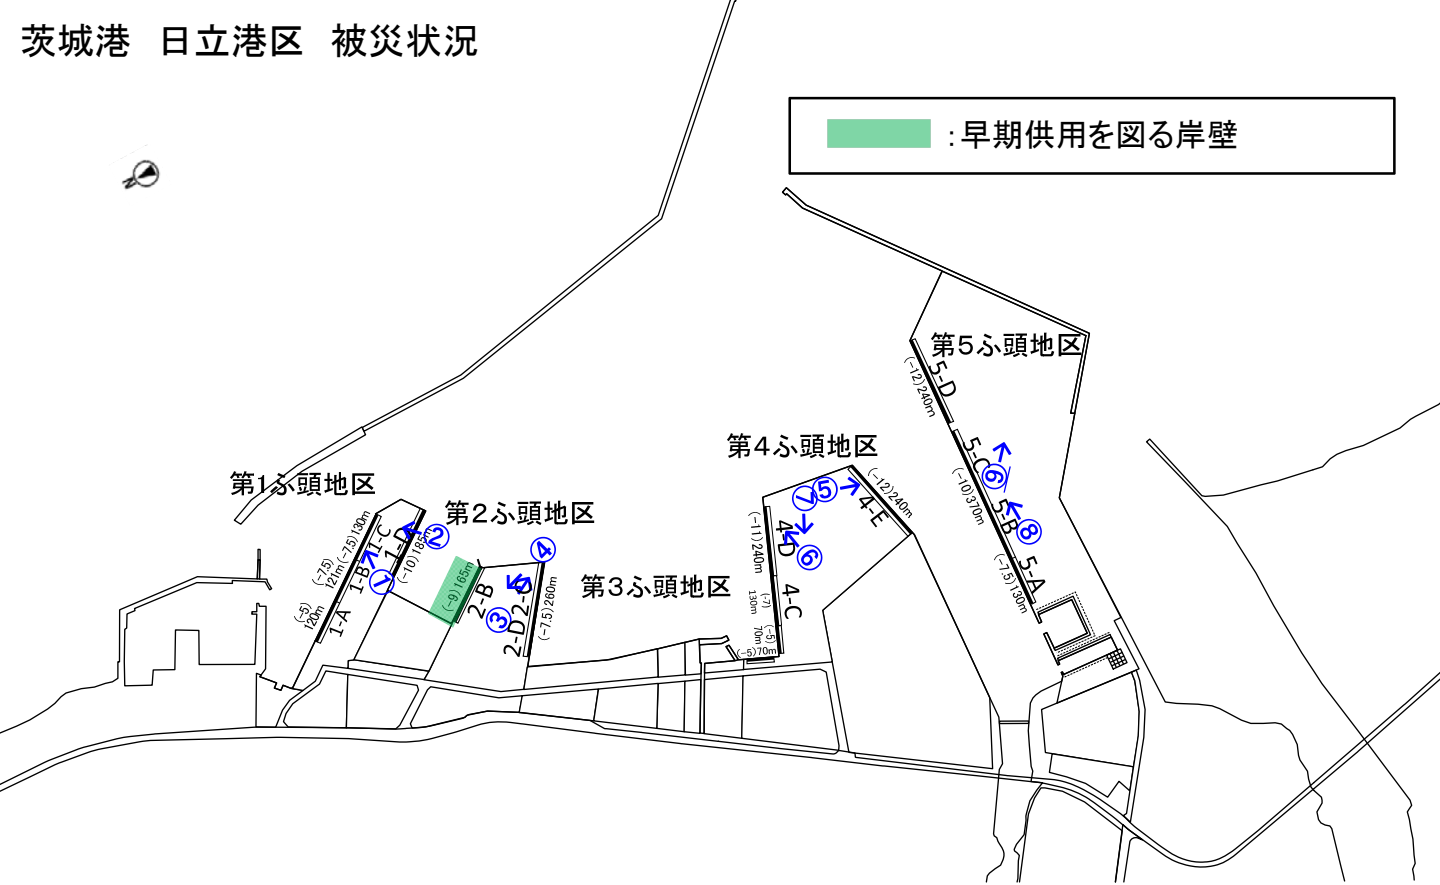 茨城港　日立港区　被災状況
：早期供用を図る岸壁
N
第1ふ頭地区
(-5)
120m
(-7.5)
121m
(-7.5)130m
1-A
1-B
1-C
1-D
(-10)185m
①
②
第2ふ頭地区
(-9)165m
2-B
2-C
2-D
(-7.5)260m
③
④
第3ふ頭地区
第4ふ頭地区
(-11)240m
(-7)
130m
(-5)
70m
(-5)70m
4-C
4-D
4-E
(-12)240m
⑤
⑥
⑦
第5ふ頭地区
5-D
(-12)240m
5-C
(-10)370m
5-B
5-A
(-7.5)130m
⑧
⑨